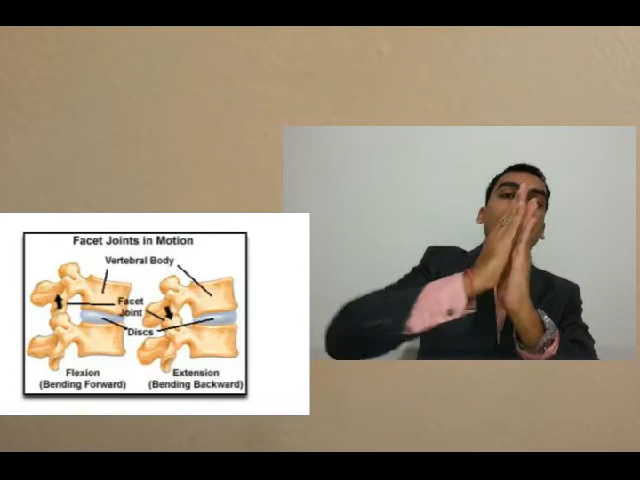 Facet Joints in Motion
Vertebral Body
Facet
Joint
Discs
Flexion
(Bending Forward)
Extension
(Bending Backward)